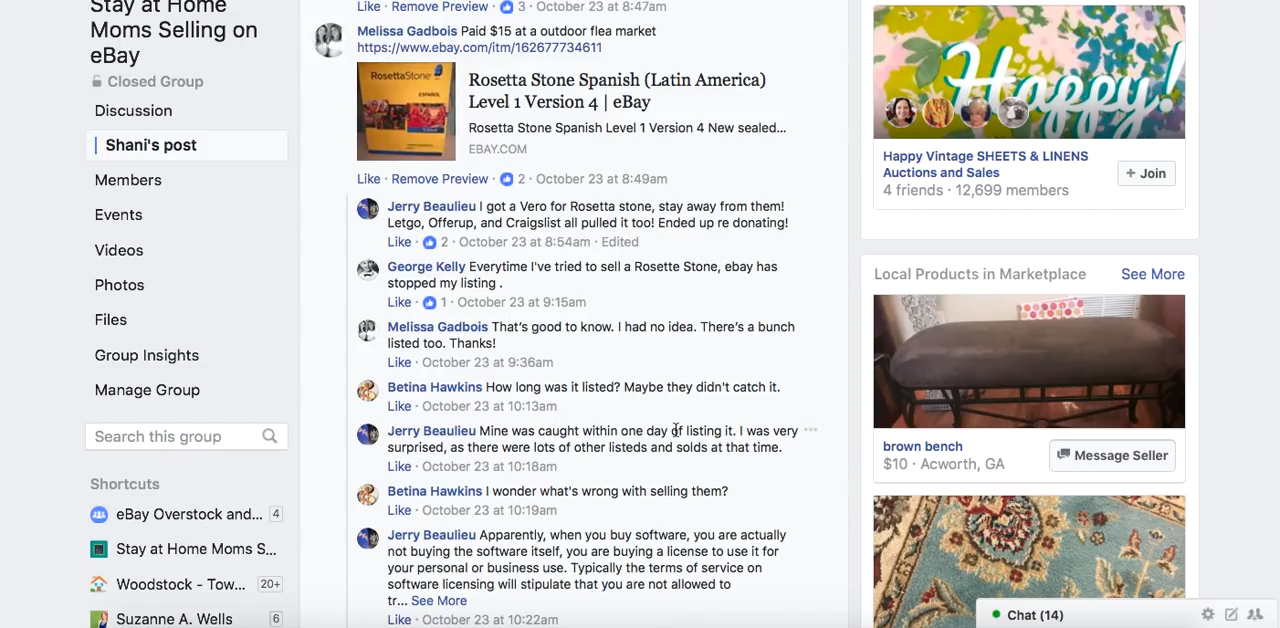 Stay at Home
Moms Selling on
eBay
Closed Group
Discussion
Shani's post
Members
Events
Videos
Photos
Files
Group Insights
Manage Group
Search this group
Shortcuts
eBay Overstock and... 4
Stay at Home Moms S...
Woodstock - Tow... 20+
Suzanne A. Wells 6
Like · Remove Preview · 3 · October 23 at 8:47am
Melissa Gadbois Paid $15 at a outdoor flea market
https://www.ebay.com/itm/162677734611
RosettaStone
ESPAÑOL
Rosetta Stone Spanish (Latin America)
Level 1 Version 4 | eBay
Rosetta Stone Spanish Level 1 Version 4 New sealed...
EBAY.COM
Like · Remove Preview · 2 · October 23 at 8:49am
Jerry Beaulieu I got a Vero for Rosetta stone, stay away from them!
Letgo, Offerup, and Craigslist all pulled it too! Ended up re donating!
Like · 2 · October 23 at 8:54am · Edited
George Kelly Everytime I've tried to sell a Rosette Stone, ebay has
stopped my listing .
Like · 1 · October 23 at 9:15am
Melissa Gadbois That's good to know. I had no idea. There's a bunch
listed too. Thanks!
Like · October 23 at 9:36am
Betina Hawkins How long was it listed? Maybe they didn't catch it.
Like · October 23 at 10:13am
Jerry Beaulieu Mine was caught within one day of listing it. I was very
surprised, as there were lots of other listeds and solds at that time.
Like · October 23 at 10:18am
Betina Hawkins I wonder what's wrong with selling them?
Like · October 23 at 10:19am
Jerry Beaulieu Apparently, when you buy software, you are actually
not buying the software itself, you are buying a license to use it for
your personal or business use. Typically the terms of service on
software licensing will stipulate that you are not allowed to
tr... See More
Like · October 23 at 10:22am
Happy!
Happy Vintage SHEETS & LINENS
Auctions and Sales
4 friends · 12,699 members
+ Join
Local Products in Marketplace See More
brown bench
$10 · Acworth, GA
Message Seller
Chat (14)